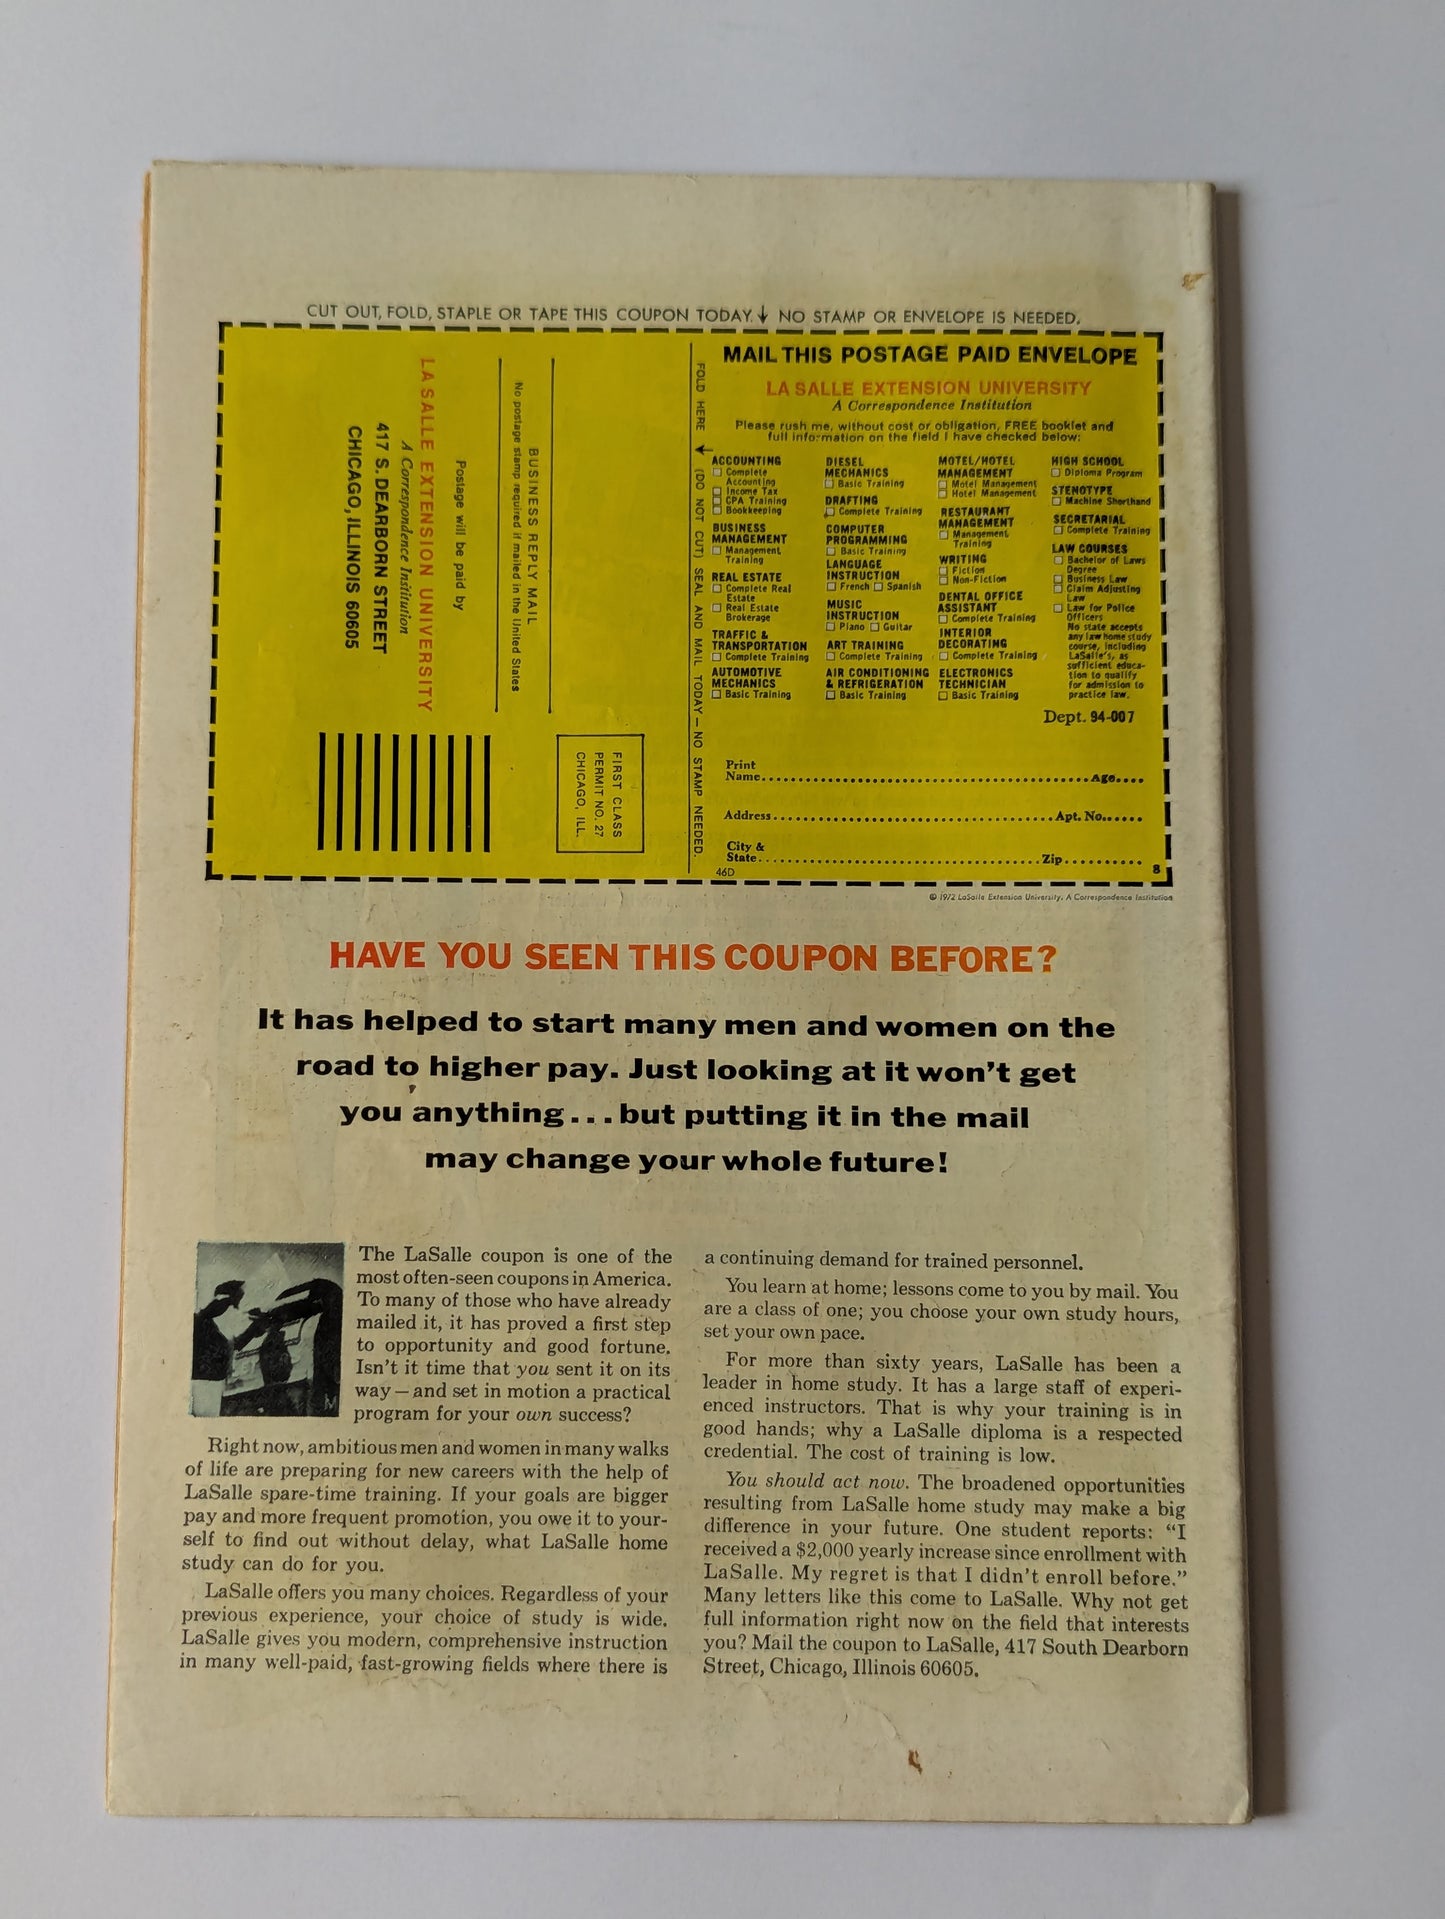 CUT OUT, FOLD, STAPLE OR TAPE THIS COUPON TODAY. ↓ NO STAMP OR ENVELOPE IS NEEDED.
FIRST CLASS
PERMIT NO. 27
CHICAGO, ILL.
BUSINESS REPLY MAIL
No postage stamp required if mailed in the United States
Postage will be paid by
LA SALLE EXTENSION UNIVERSITY
A Correspondence Institution
417 S. DEARBORN STREET
CHICAGO, ILLINOIS 60605
FOLD HERE (DO NOT CUT) SEAL AND MAIL TODAY — NO STAMP NEEDED.
MAIL THIS POSTAGE PAID ENVELOPE
LA SALLE EXTENSION UNIVERSITY
A Correspondence Institution
Please rush me, without cost or obligation, FREE booklet and
full information on the field I have checked below:
ACCOUNTING
☐ Complete
Accounting
☐ Income Tax
☐ CPA Training
☐ Bookkeeping
BUSINESS
MANAGEMENT
☐ Management
Training
REAL ESTATE
☐ Complete Real
Estate
☐ Real Estate
Brokerage
TRAFFIC &
TRANSPORTATION
☐ Complete Training
AUTOMOTIVE
MECHANICS
☐ Basic Training
DIESEL
MECHANICS
☐ Basic Training
DRAFTING
☐ Complete Training
COMPUTER
PROGRAMMING
☐ Basic Training
LANGUAGE
INSTRUCTION
☐ French ☐ Spanish
MUSIC
INSTRUCTION
☐ Piano ☐ Guitar
ART TRAINING
☐ Complete Training
AIR CONDITIONING
& REFRIGERATION
☐ Basic Training
MOTEL/HOTEL
MANAGEMENT
☐ Motel Management
☐ Hotel Management
RESTAURANT
MANAGEMENT
☐ Management
Training
WRITING
☐ Fiction
☐ Non-Fiction
DENTAL OFFICE
ASSISTANT
☐ Complete Training
INTERIOR
DECORATING
☐ Complete Training
ELECTRONICS
TECHNICIAN
☐ Basic Training
HIGH SCHOOL
☐ Diploma Program
STENOTYPE
☐ Machine Shorthand
SECRETARIAL
☐ Complete Training
LAW COURSES
☐ Bachelor of Laws
Degree
☐ Business Law
☐ Claim Adjusting
Law
☐ Law for Police
Officers
No state accepts
any law home study
course, including
LaSalle's, as
sufficient educa-
tion to qualify
for admission to
practice law.
Dept. 94-007
Print
Name..........Age....
Address..........Apt. No......
City &
State..........Zip..........
46D
8
© 1972 LaSalle Extension University, A Correspondence Institution
HAVE YOU SEEN THIS COUPON BEFORE?
It has helped to start many men and women on the
road to higher pay. Just looking at it won't get
you anything...but putting it in the mail
may change your whole future!
M
The LaSalle coupon is one of the
most often-seen coupons in America.
To many of those who have already
mailed it, it has proved a first step
to opportunity and good fortune.
Isn't it time that you sent it on its
way—and set in motion a practical
program for your own success?
Right now, ambitious men and women in many walks
of life are preparing for new careers with the help of
LaSalle spare-time training. If your goals are bigger
pay and more frequent promotion, you owe it to your-
self to find out without delay, what LaSalle home
study can do for you.
LaSalle offers you many choices. Regardless of your
previous experience, your choice of study is wide.
LaSalle gives you modern, comprehensive instruction
in many well-paid, fast-growing fields where there is
a continuing demand for trained personnel.
You learn at home; lessons come to you by mail. You
are a class of one; you choose your own study hours,
set your own pace.
For more than sixty years, LaSalle has been a
leader in home study. It has a large staff of experi-
enced instructors. That is why your training is in
good hands; why a LaSalle diploma is a respected
credential. The cost of training is low.
You should act now. The broadened opportunities
resulting from LaSalle home study may make a big
difference in your future. One student reports: “I
received a $2,000 yearly increase since enrollment with
LaSalle. My regret is that I didn't enroll before.”
Many letters like this come to LaSalle. Why not get
full information right now on the field that interests
you? Mail the coupon to LaSalle, 417 South Dearborn
Street, Chicago, Illinois 60605.